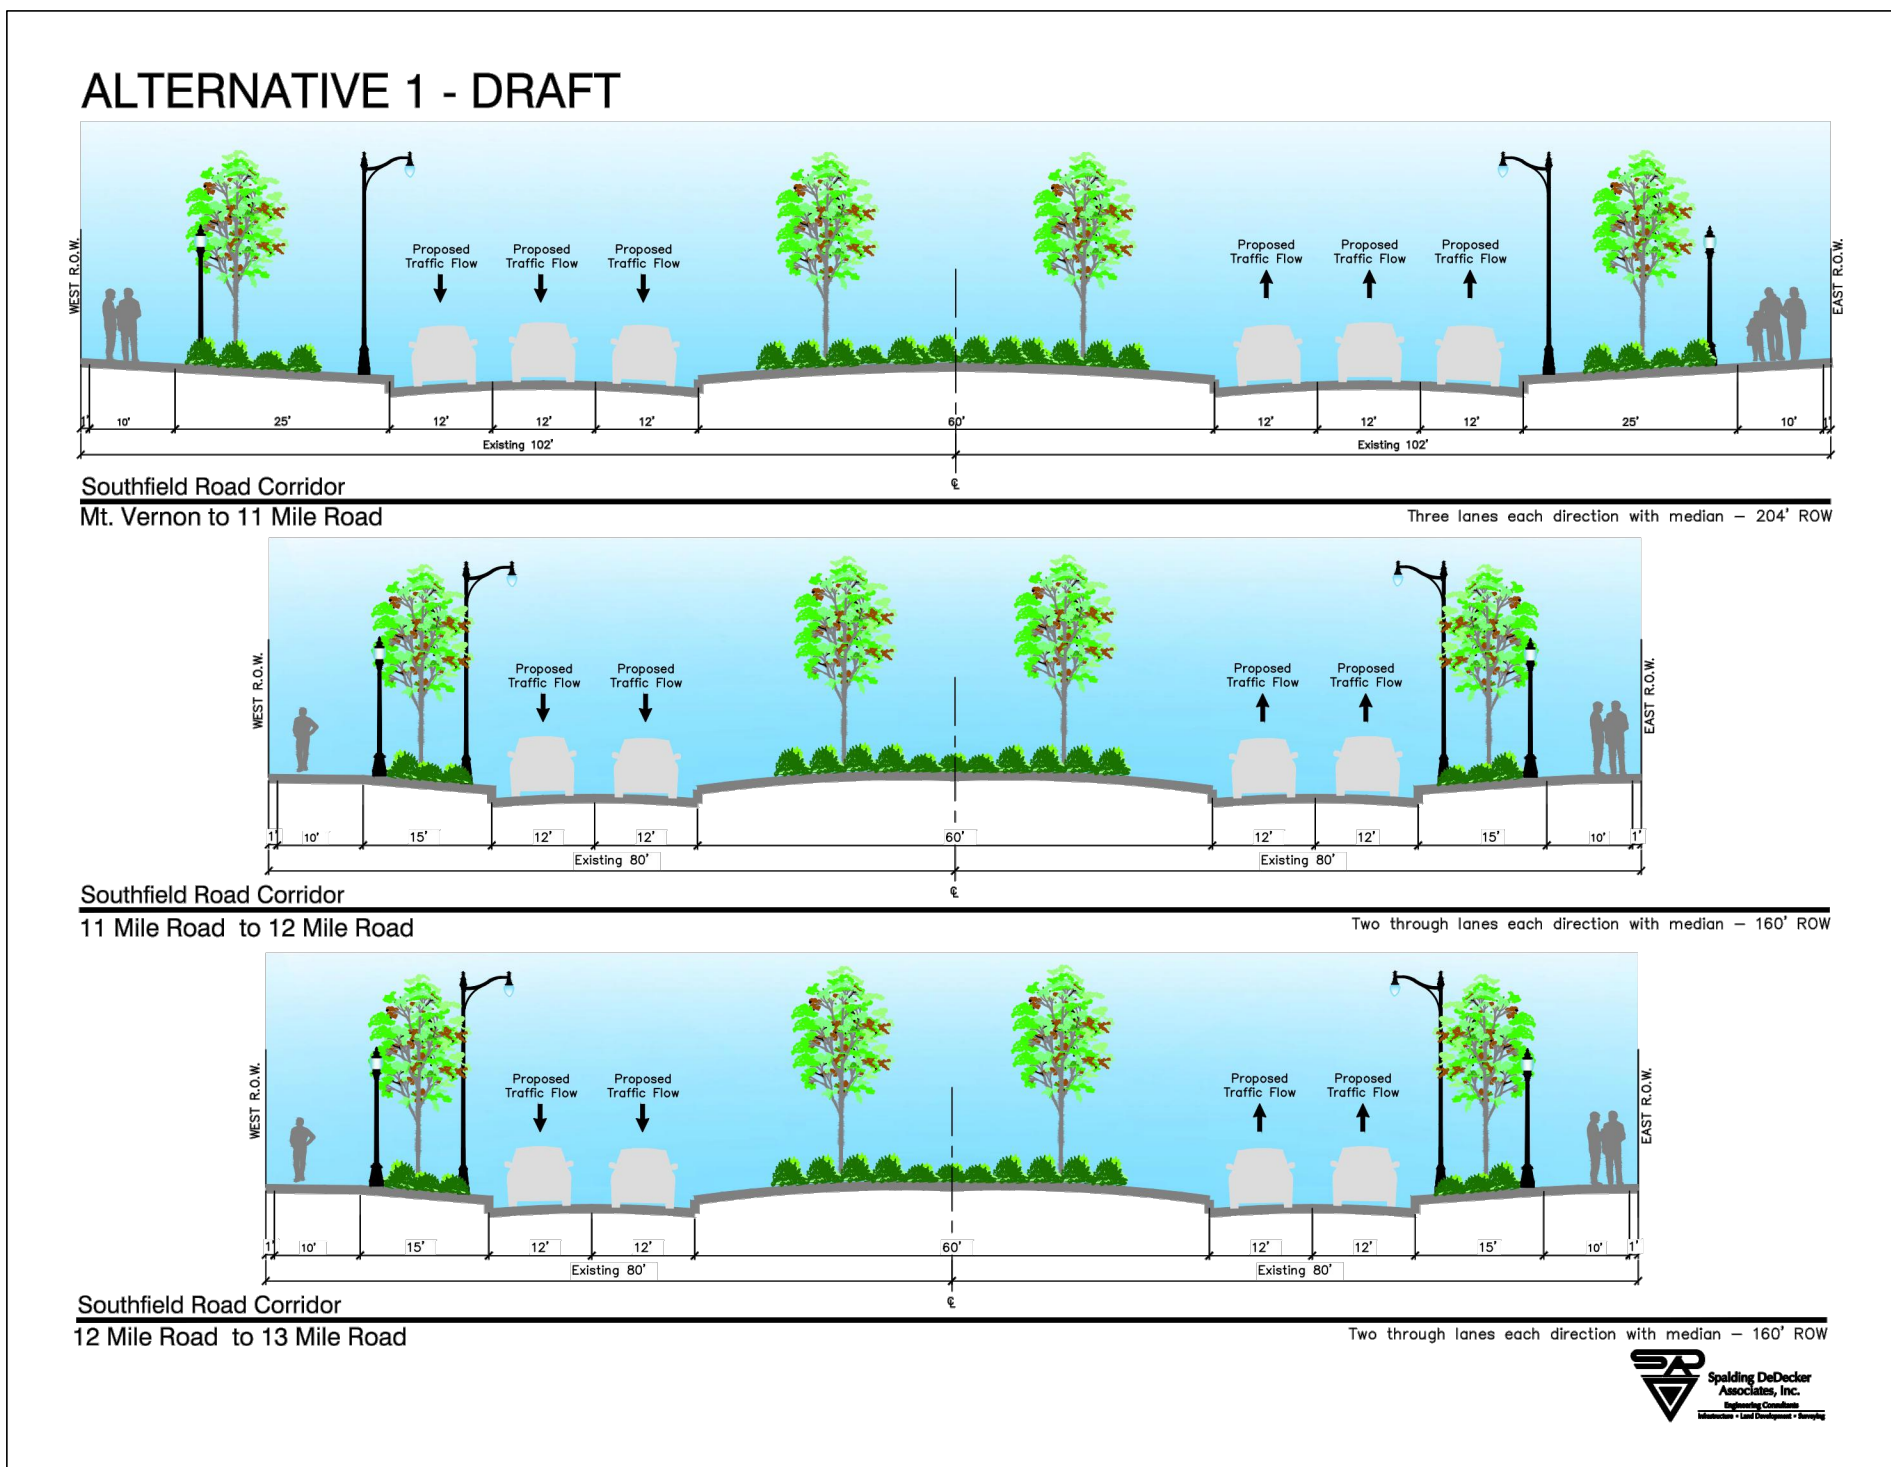 ALTERNATIVE 1 - DRAFT
WEST R.O.W.
Proposed
Traffic Flow
Proposed
Traffic Flow
Proposed
Traffic Flow
Proposed
Traffic Flow
Proposed
Traffic Flow
Proposed
Traffic Flow
EAST R.O.W.
1' 10' 25' 12' 12' 12' 60' 12' 12' 12' 25' 10' 1'
Existing 102' Existing 102'
℄
Southfield Road Corridor
Mt. Vernon to 11 Mile Road
Three lanes each direction with median – 204' ROW
WEST R.O.W.
Proposed
Traffic Flow
Proposed
Traffic Flow
Proposed
Traffic Flow
Proposed
Traffic Flow
EAST R.O.W.
1' 10' 15' 12' 12' 60' 12' 12' 15' 10' 1'
Existing 80' Existing 80'
℄
Southfield Road Corridor
11 Mile Road to 12 Mile Road
Two through lanes each direction with median – 160' ROW
WEST R.O.W.
Proposed
Traffic Flow
Proposed
Traffic Flow
Proposed
Traffic Flow
Proposed
Traffic Flow
EAST R.O.W.
1' 10' 15' 12' 12' 60' 12' 12' 15' 10' 1'
Existing 80' Existing 80'
℄
Southfield Road Corridor
12 Mile Road to 13 Mile Road
Two through lanes each direction with median – 160' ROW
SDA
Spalding DeDecker
Associates, Inc.
Engineering Consultants
Infrastructure • Land Development • Surveying